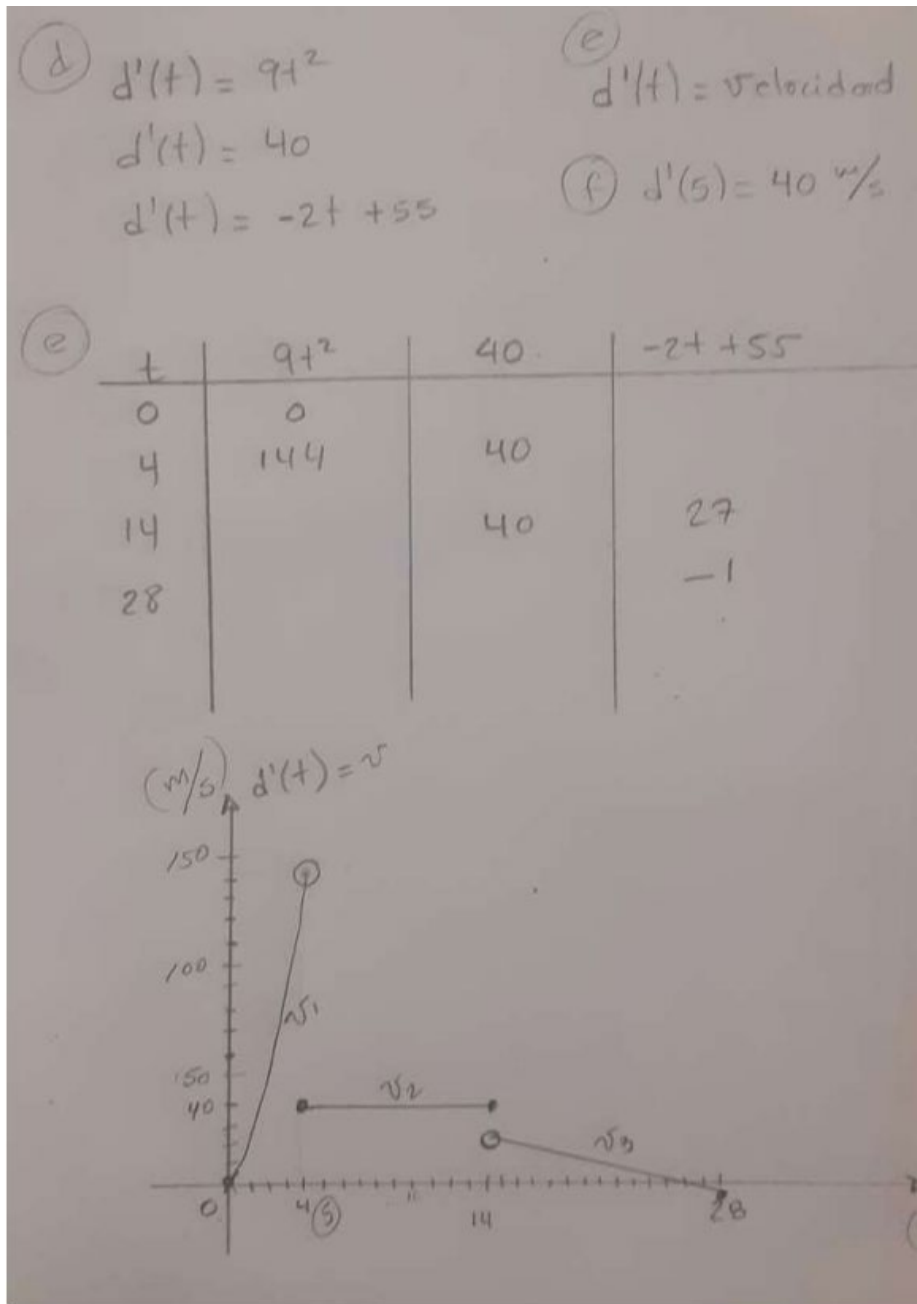 d
d'(t) = 9t²
d'(t) = 40
d'(t) = -2t + 55
e
d'(t) = Velocidad
f d'(5) = 40 m/s
e
t 9t² 40 -2t + 55
0 0
4 144 40
14 40 27
28 -1
(m/s) d'(t) = v
150
100
50
40
v1
v2
v3
0 4 5 14 28